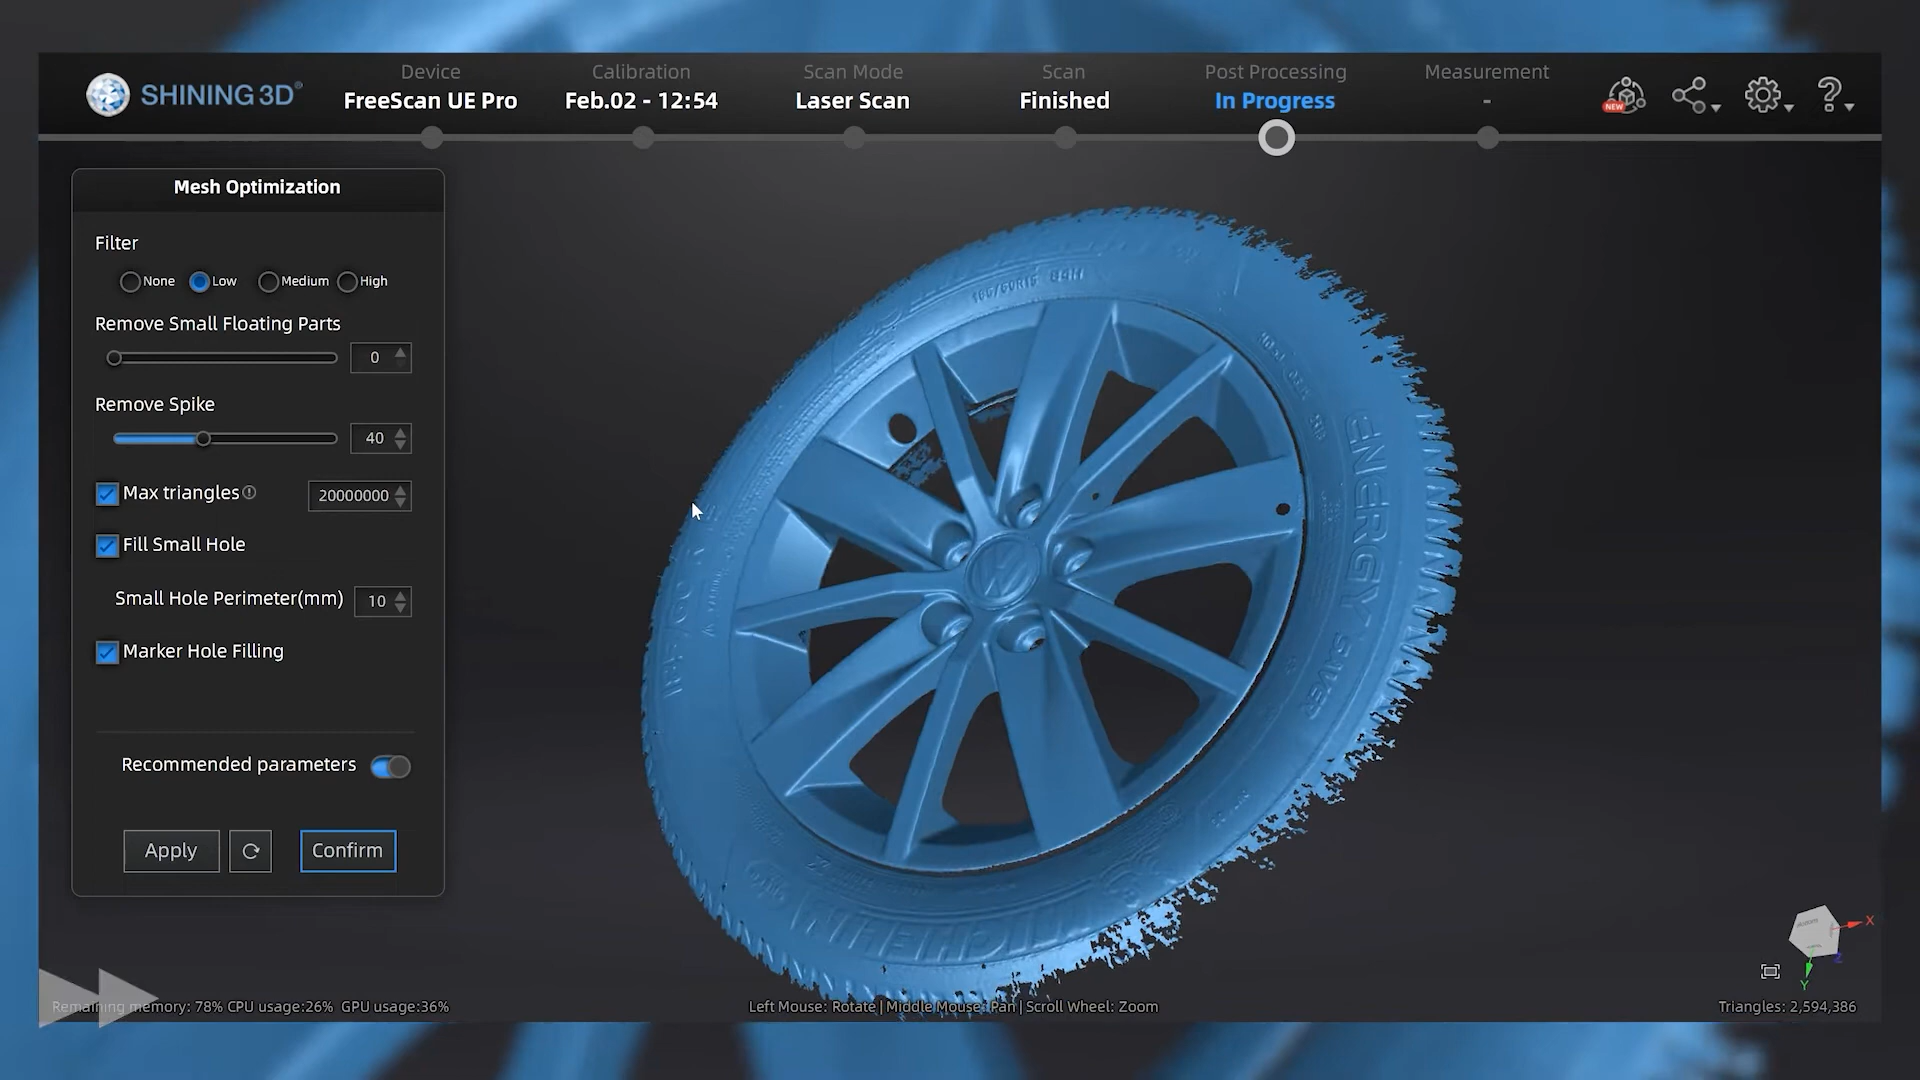 SHINING 3D®
Device
FreeScan UE Pro
Calibration
Feb.02 - 12:54
Scan Mode
Laser Scan
Scan
Finished
Post Processing
In Progress
Measurement
-
NEW
?
Mesh Optimization
Filter
None Low Medium High
Remove Small Floating Parts
0
Remove Spike
40
Max triangles 20000000
Fill Small Hole
Small Hole Perimeter(mm) 10
Marker Hole Filling
Recommended parameters
Apply
Confirm
84H
ENERGY SAVER
MICHELIN
X
Y
Z
Remaining memory: 78% CPU usage:26% GPU usage:36%
Left Mouse: Rotate | Middle Mouse: Pan | Scroll Wheel: Zoom
Triangles: 2,594,386